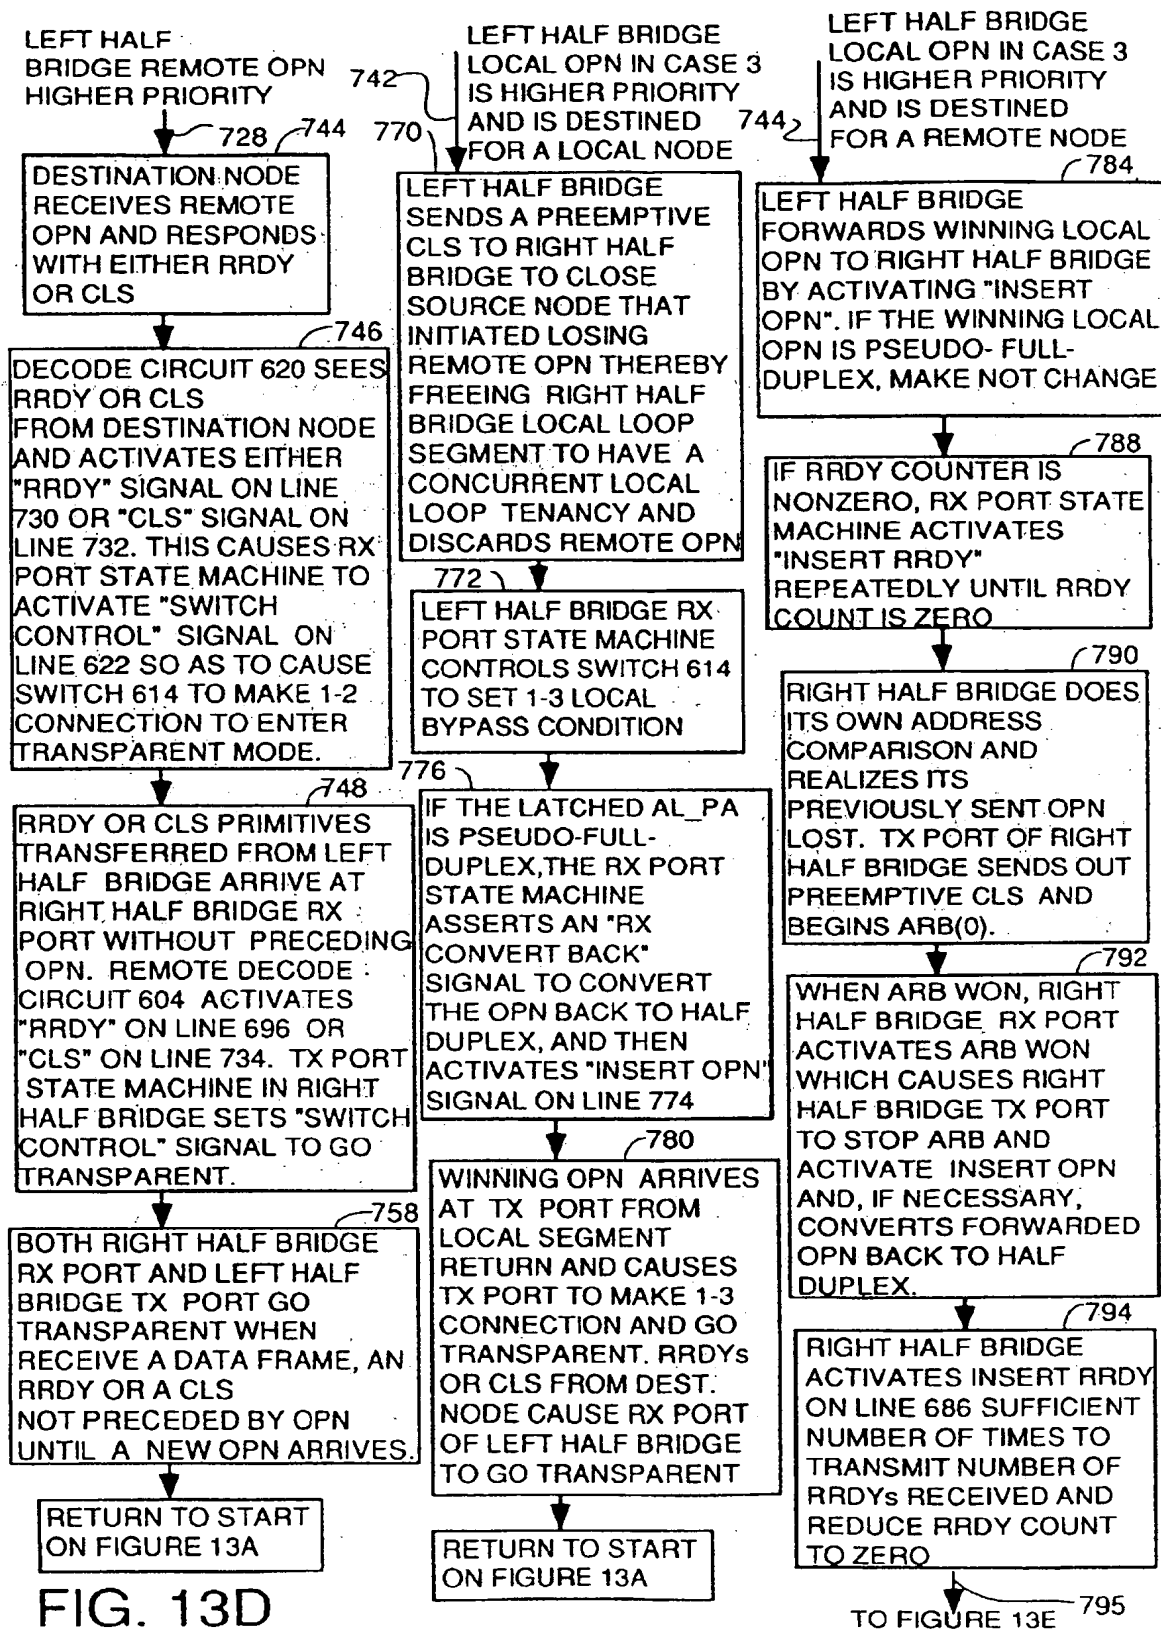 LEFT HALF
BRIDGE REMOTE OPN
HIGHER PRIORITY
728
744
DESTINATION NODE
RECEIVES REMOTE
OPN AND RESPONDS
WITH EITHER RRDY
OR CLS
746
DECODE CIRCUIT 620 SEES
RRDY OR CLS
FROM DESTINATION NODE
AND ACTIVATES EITHER
"RRDY" SIGNAL ON LINE
730 OR "CLS" SIGNAL ON
LINE 732. THIS CAUSES RX
PORT STATE MACHINE TO
ACTIVATE "SWITCH
CONTROL" SIGNAL ON
LINE 622 SO AS TO CAUSE
SWITCH 614 TO MAKE 1-2
CONNECTION TO ENTER
TRANSPARENT MODE.
748
RRDY OR CLS PRIMITIVES
TRANSFERRED FROM LEFT
HALF BRIDGE ARRIVE AT
RIGHT HALF BRIDGE RX
PORT WITHOUT PRECEDING
OPN. REMOTE DECODE
CIRCUIT 604 ACTIVATES
"RRDY" ON LINE 696 OR
"CLS" ON LINE 734. TX PORT
STATE MACHINE IN RIGHT
HALF BRIDGE SETS "SWITCH
CONTROL" SIGNAL TO GO
TRANSPARENT.
758
BOTH RIGHT HALF BRIDGE
RX PORT AND LEFT HALF
BRIDGE TX PORT GO
TRANSPARENT WHEN
RECEIVE A DATA FRAME, AN
RRDY OR A CLS
NOT PRECEDED BY OPN
UNTIL A NEW OPN ARRIVES.
RETURN TO START
ON FIGURE 13A
FIG. 13D
LEFT HALF BRIDGE
LOCAL OPN IN CASE 3
IS HIGHER PRIORITY
AND IS DESTINED
FOR A LOCAL NODE
742
770
LEFT HALF BRIDGE
SENDS A PREEMPTIVE
CLS TO RIGHT HALF
BRIDGE TO CLOSE
SOURCE NODE THAT
INITIATED LOSING
REMOTE OPN THEREBY
FREEING RIGHT HALF
BRIDGE LOCAL LOOP
SEGMENT TO HAVE A
CONCURRENT LOCAL
LOOP TENANCY AND
DISCARDS REMOTE OPN
772
LEFT HALF BRIDGE RX
PORT STATE MACHINE
CONTROLS SWITCH 614
TO SET 1-3 LOCAL
BYPASS CONDITION
776
IF THE LATCHED AL_PA
IS PSEUDO-FULL-
DUPLEX,THE RX PORT
STATE MACHINE
ASSERTS AN "RX
CONVERT BACK"
SIGNAL TO CONVERT
THE OPN BACK TO HALF
DUPLEX, AND THEN
ACTIVATES "INSERT OPN"
SIGNAL ON LINE 774
780
WINNING OPN ARRIVES
AT TX PORT FROM
LOCAL SEGMENT
RETURN AND CAUSES
TX PORT TO MAKE 1-3
CONNECTION AND GO
TRANSPARENT. RRDYs
OR CLS FROM DEST.
NODE CAUSE RX PORT
OF LEFT HALF BRIDGE
TO GO TRANSPARENT
RETURN TO START
ON FIGURE 13A
LEFT HALF BRIDGE
LOCAL OPN IN CASE 3
IS HIGHER PRIORITY
AND IS DESTINED
FOR A REMOTE NODE
744
784
LEFT HALF BRIDGE
FORWARDS WINNING LOCAL
OPN TO RIGHT HALF BRIDGE
BY ACTIVATING "INSERT
OPN". IF THE WINNING LOCAL
OPN IS PSEUDO- FULL-
DUPLEX, MAKE NOT CHANGE
788
IF RRDY COUNTER IS
NONZERO, RX PORT STATE
MACHINE ACTIVATES
"INSERT RRDY"
REPEATEDLY UNTIL RRDY
COUNT IS ZERO
790
RIGHT HALF BRIDGE DOES
ITS OWN ADDRESS
COMPARISON AND
REALIZES ITS
PREVIOUSLY SENT OPN
LOST. TX PORT OF RIGHT
HALF BRIDGE SENDS OUT
PREEMPTIVE CLS AND
BEGINS ARB(0).
792
WHEN ARB WON, RIGHT
HALF BRIDGE RX PORT
ACTIVATES ARB WON
WHICH CAUSES RIGHT
HALF BRIDGE TX PORT
TO STOP ARB AND
ACTIVATE INSERT OPN
AND, IF NECESSARY,
CONVERTS FORWARDED
OPN BACK TO HALF
DUPLEX.
794
RIGHT HALF BRIDGE
ACTIVATES INSERT RRDY
ON LINE 686 SUFFICIENT
NUMBER OF TIMES TO
TRANSMIT NUMBER OF
RRDYs RECEIVED AND
REDUCE RRDY COUNT
TO ZERO
795
TO FIGURE 13E